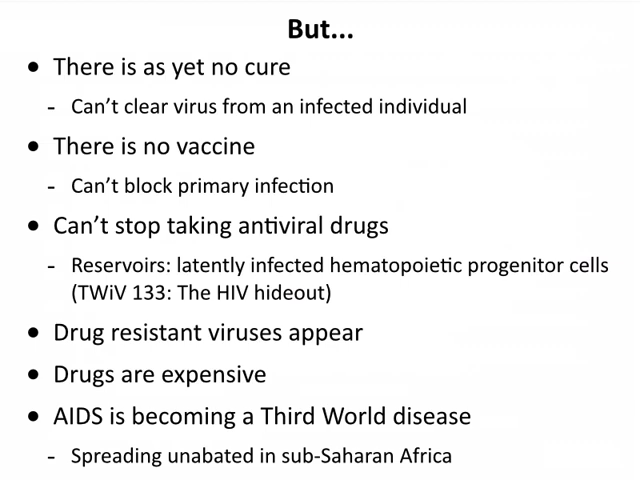 But...
• There is as yet no cure
- Can't clear virus from an infected individual
• There is no vaccine
- Can't block primary infection
• Can't stop taking antiviral drugs
- Reservoirs: latently infected hematopoietic progenitor cells
(TWiV 133: The HIV hideout)
• Drug resistant viruses appear
• Drugs are expensive
• AIDS is becoming a Third World disease
- Spreading unabated in sub-Saharan Africa